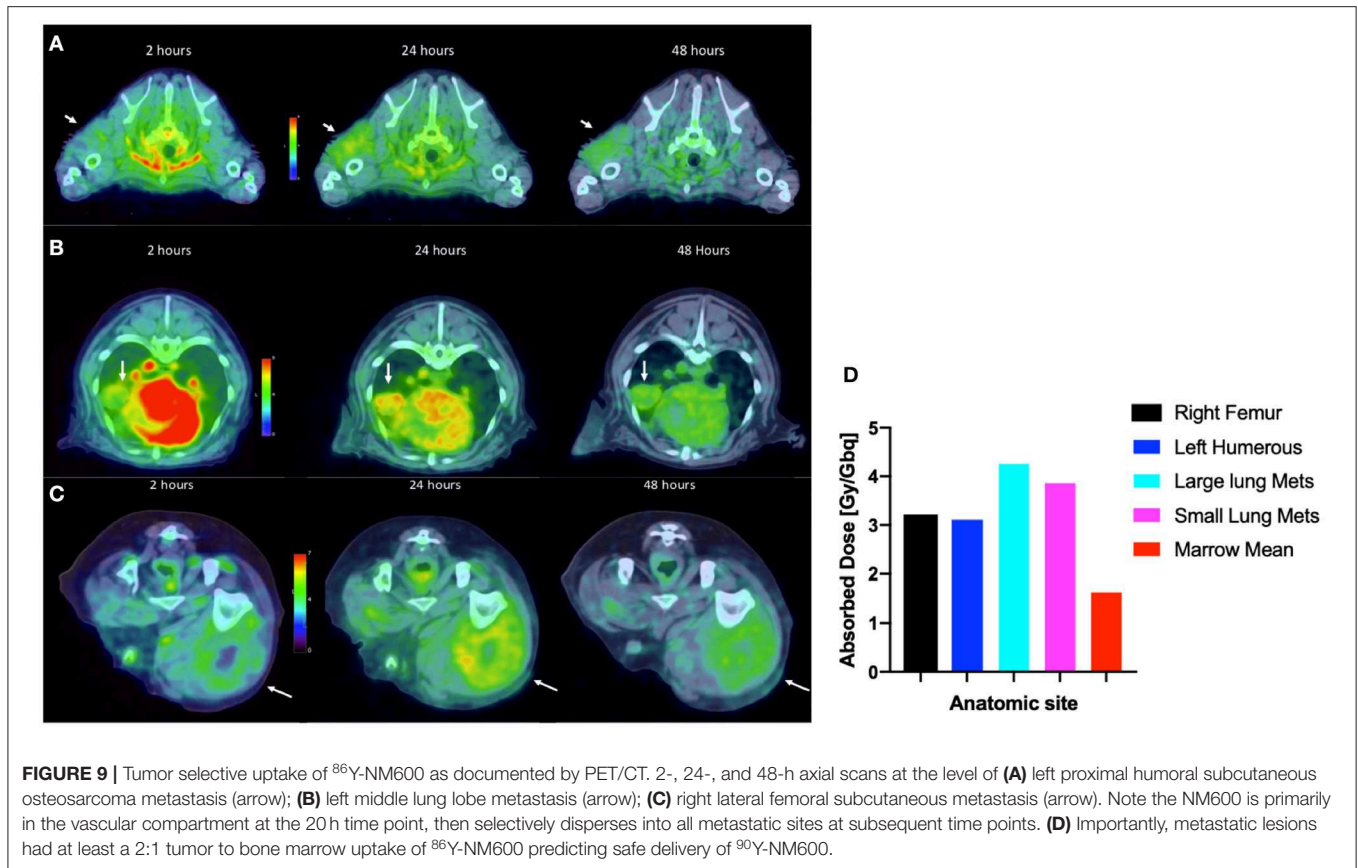 A
2 hours
24 hours
48 hours
B
2 hours
24 hours
48 Hours
C
2 hours
24 hours
48 hours
7
4
0
D
Absorbed Dose [Gy/Gbq]
5
4
3
2
1
0
Anatomic site
Right Femur
Left Humerous
Large lung Mets
Small Lung Mets
Marrow Mean
FIGURE 9 | Tumor selective uptake of ⁸⁶Y-NM600 as documented by PET/CT. 2-, 24-, and 48-h axial scans at the level of (A) left proximal humoral subcutaneous
osteosarcoma metastasis (arrow); (B) left middle lung lobe metastasis (arrow); (C) right lateral femoral subcutaneous metastasis (arrow). Note the NM600 is primarily
in the vascular compartment at the 20 h time point, then selectively disperses into all metastatic sites at subsequent time points. (D) Importantly, metastatic lesions
had at least a 2:1 tumor to bone marrow uptake of ⁸⁶Y-NM600 predicting safe delivery of ⁹⁰Y-NM600.